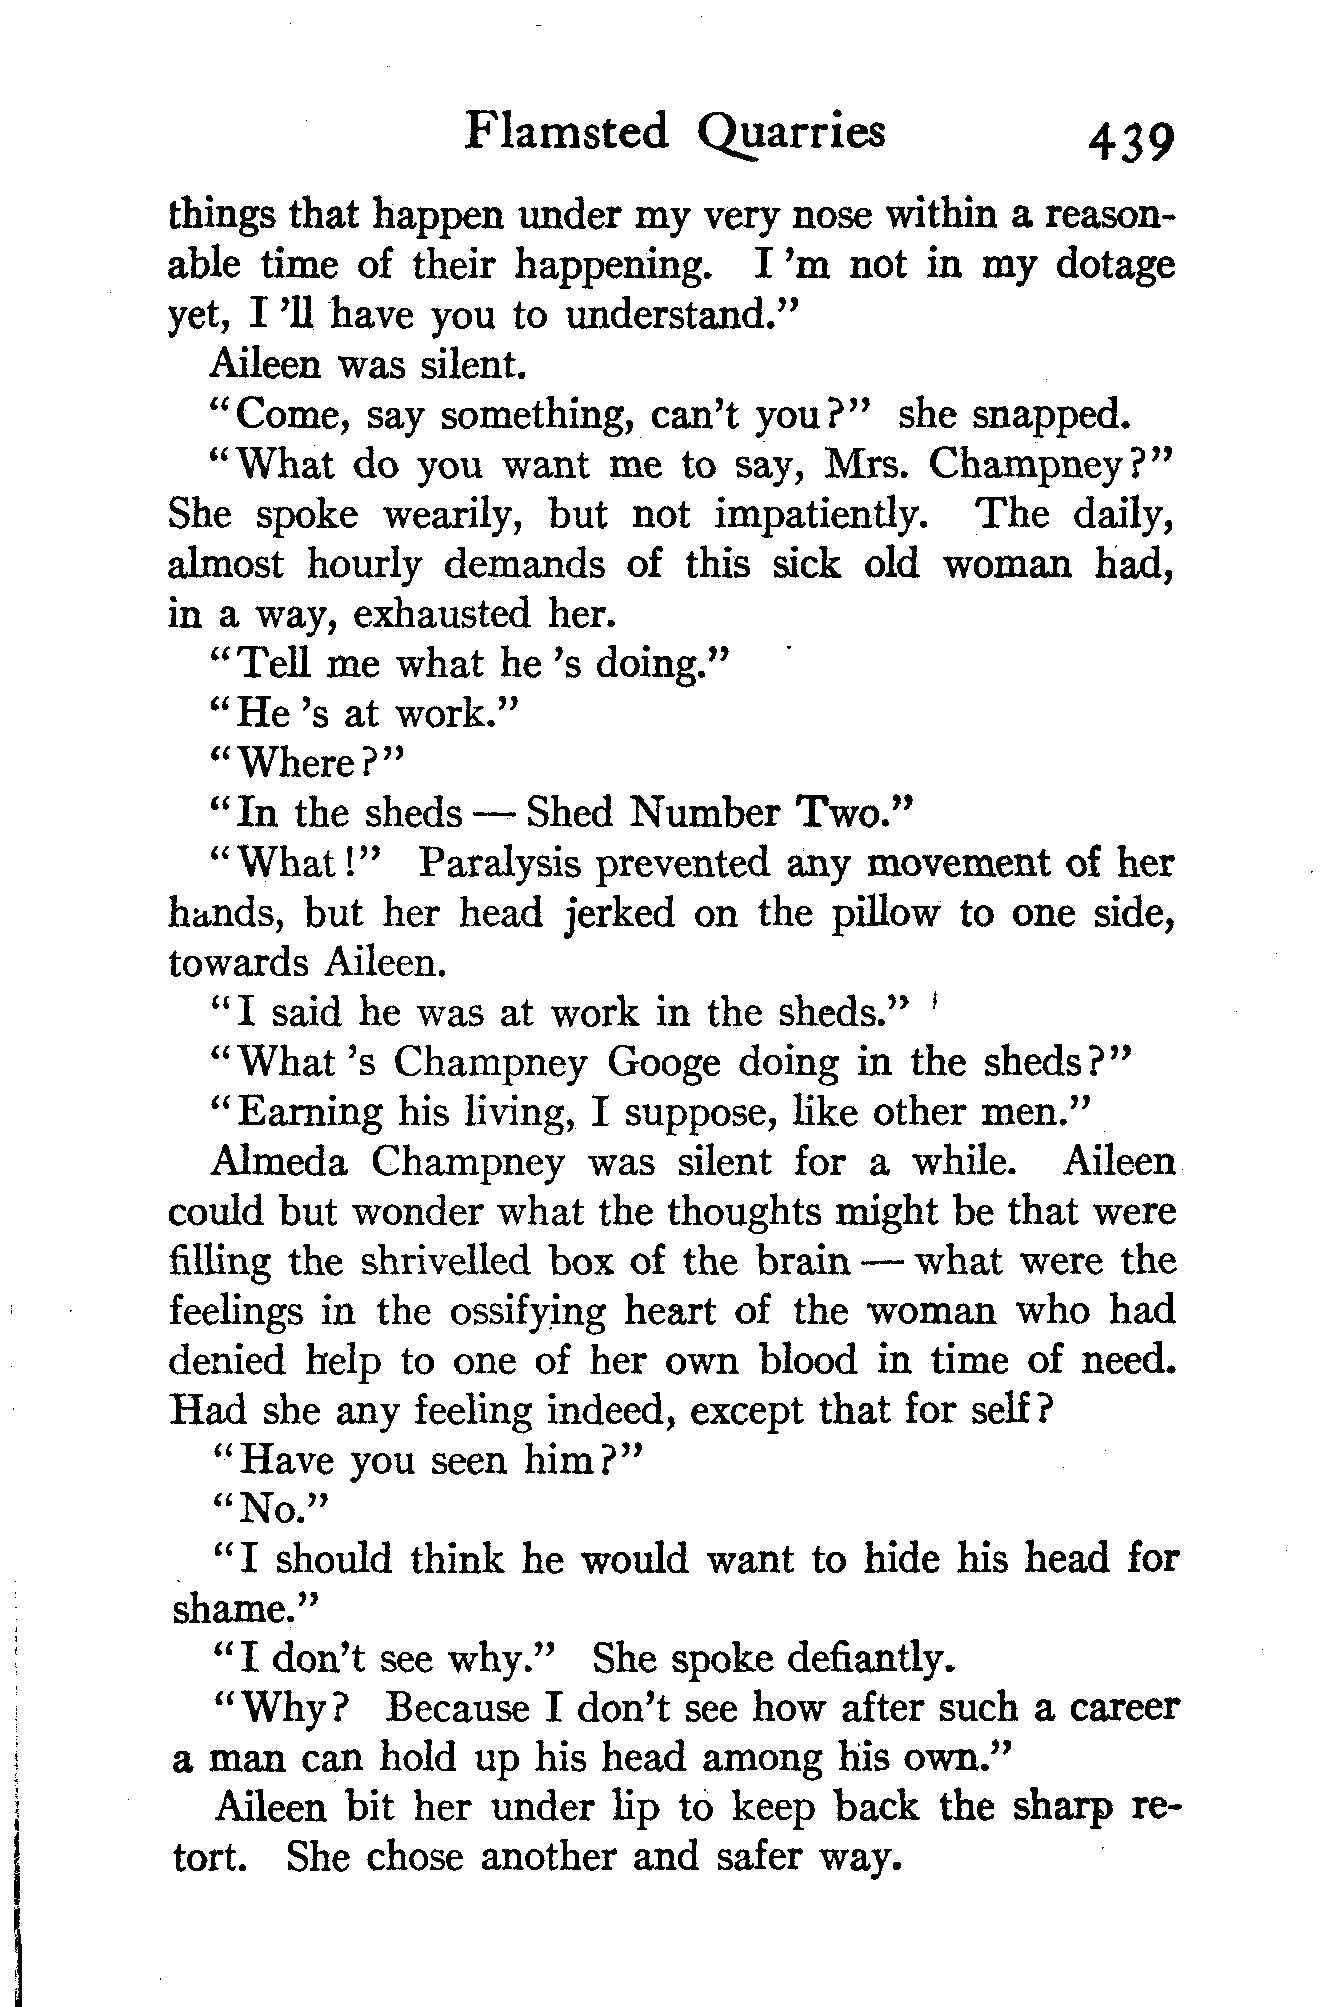 Flamsted Quarries 439
things that happen under my very nose within a reason-
able time of their happening. I 'm not in my dotage
yet, I 'll have you to understand."
Aileen was silent.
"Come, say something, can't you?" she snapped.
"What do you want me to say, Mrs. Champney?"
She spoke wearily, but not impatiently. The daily,
almost hourly demands of this sick old woman had,
in a way, exhausted her.
"Tell me what he 's doing."
"He 's at work."
"Where?"
"In the sheds — Shed Number Two."
"What!" Paralysis prevented any movement of her
hands, but her head jerked on the pillow to one side,
towards Aileen.
"I said he was at work in the sheds."
"What 's Champney Googe doing in the sheds?"
"Earning his living, I suppose, like other men."
Almeda Champney was silent for a while. Aileen
could but wonder what the thoughts might be that were
filling the shrivelled box of the brain — what were the
feelings in the ossifying heart of the woman who had
denied help to one of her own blood in time of need.
Had she any feeling indeed, except that for self?
"Have you seen him?"
"No."
"I should think he would want to hide his head for
shame."
"I don't see why." She spoke defiantly.
"Why? Because I don't see how after such a career
a man can hold up his head among his own."
Aileen bit her under lip to keep back the sharp re-
tort. She chose another and safer way.